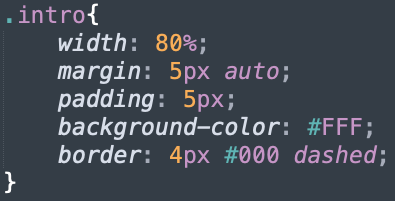 .intro{
    width: 80%;
    margin: 5px auto;
    padding: 5px;
    background-color: #FFF;
    border: 4px #000 dashed;
}